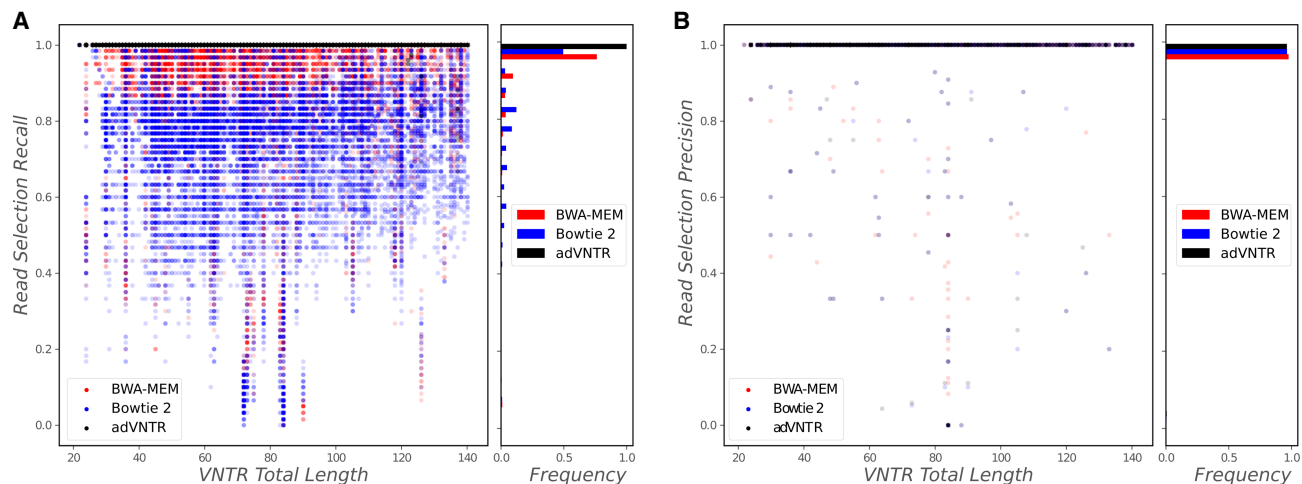 A
Read Selection Recall
1.0
0.8
0.6
0.4
0.2
0.0
BWA-MEM
Bowtie 2
adVNTR
20 40 60 80 100 120 140
VNTR Total Length
BWA-MEM
Bowtie 2
adVNTR
0.0 0.5 1.0
Frequency
B
Read Selection Precision
1.0
0.8
0.6
0.4
0.2
0.0
BWA-MEM
Bowtie 2
adVNTR
20 40 60 80 100 120 140
VNTR Total Length
BWA-MEM
Bowtie 2
adVNTR
0.0 0.5 1.0
Frequency